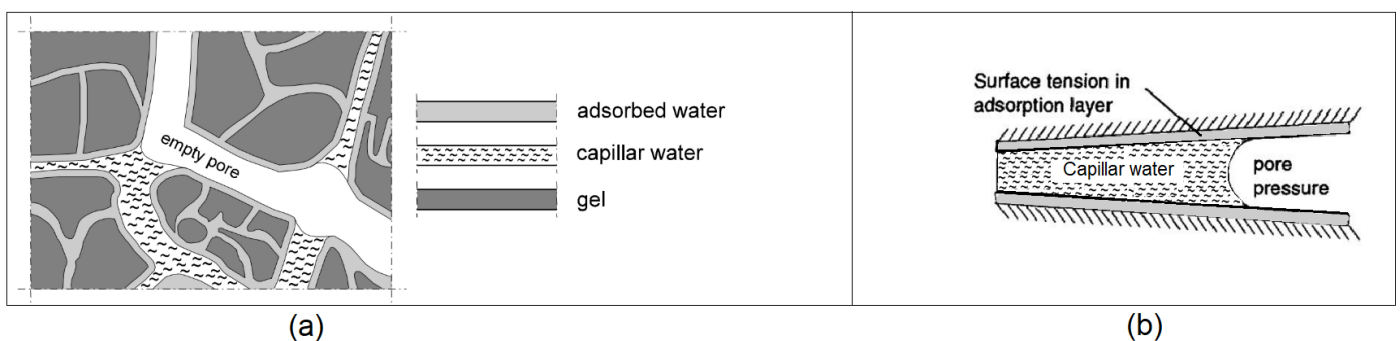 empty pore
adsorbed water
capillar water
gel
Surface tension in
adsorption layer
Capillar water
pore
pressure
(a)
(b)